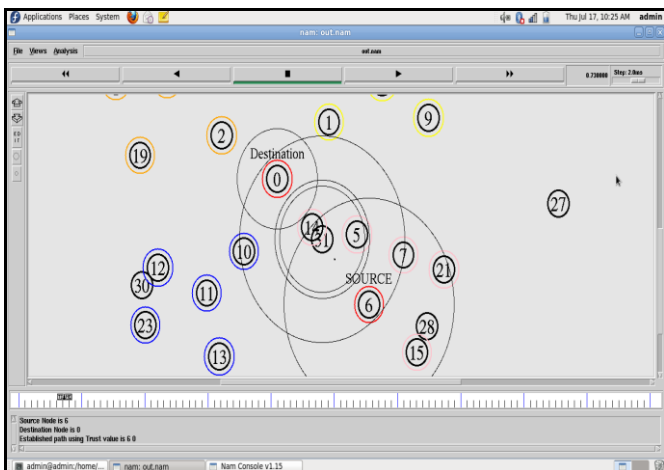 Applications Places System
Thu Jul 17, 10:25 AM admin
nam: out.nam
File Views Analysis
out.nam
0.730000
Step: 2.0ms
1
9
2
19
Destination
0
27
14
31
5
10
7
12
21
30
SOURCE
11
6
23
28
13
15
Source Node is 6
Destination Node is 0
Established path using Trust value is 6 0
admin@admin:/home/...
nam: out.nam
Nam Console v1.15